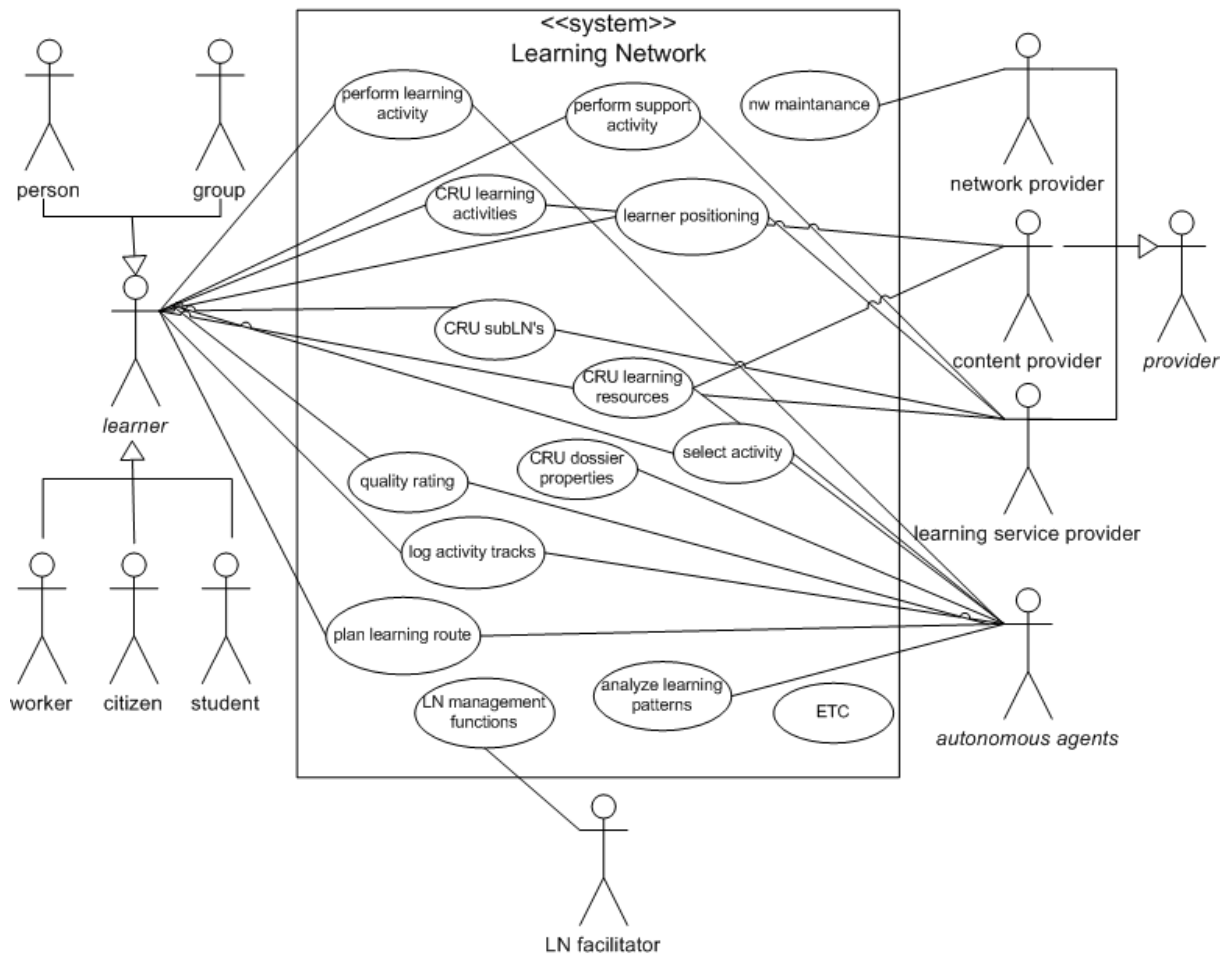 <<system>>
Learning Network
person
group
perform learning
activity
perform support
activity
nw maintanance
network provider
CRU learning
activities
learner positioning
content provider
provider
learner
CRU subLN's
CRU learning
resources
select activity
CRU dossier
properties
quality rating
log activity tracks
learning service provider
plan learning route
worker
citizen
student
LN management
functions
analyze learning
patterns
ETC
autonomous agents
LN facilitator